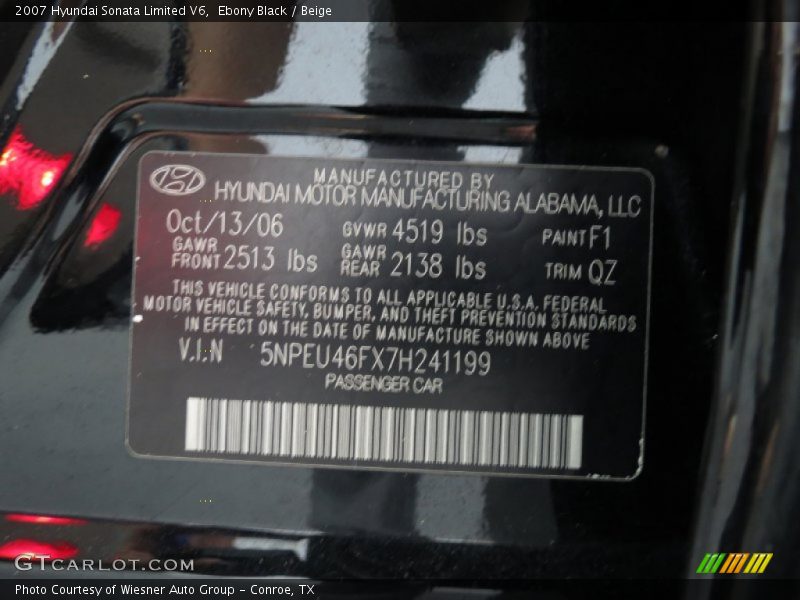 2007 Hyundai Sonata Limited V6, Ebony Black / Beige
MANUFACTURED BY
HYUNDAI MOTOR MANUFACTURING ALABAMA, LLC
Oct/13/06 GVWR 4519 lbs PAINT F1
GAWR FRONT 2513 lbs GAWR REAR 2138 lbs TRIM QZ
THIS VEHICLE CONFORMS TO ALL APPLICABLE U.S.A. FEDERAL
MOTOR VEHICLE SAFETY, BUMPER, AND THEFT PREVENTION STANDARDS
IN EFFECT ON THE DATE OF MANUFACTURE SHOWN ABOVE
V.I.N 5NPEU46FX7H241199
PASSENGER CAR
GTCARLOT.COM
Photo Courtesy of Wiesner Auto Group - Conroe, TX